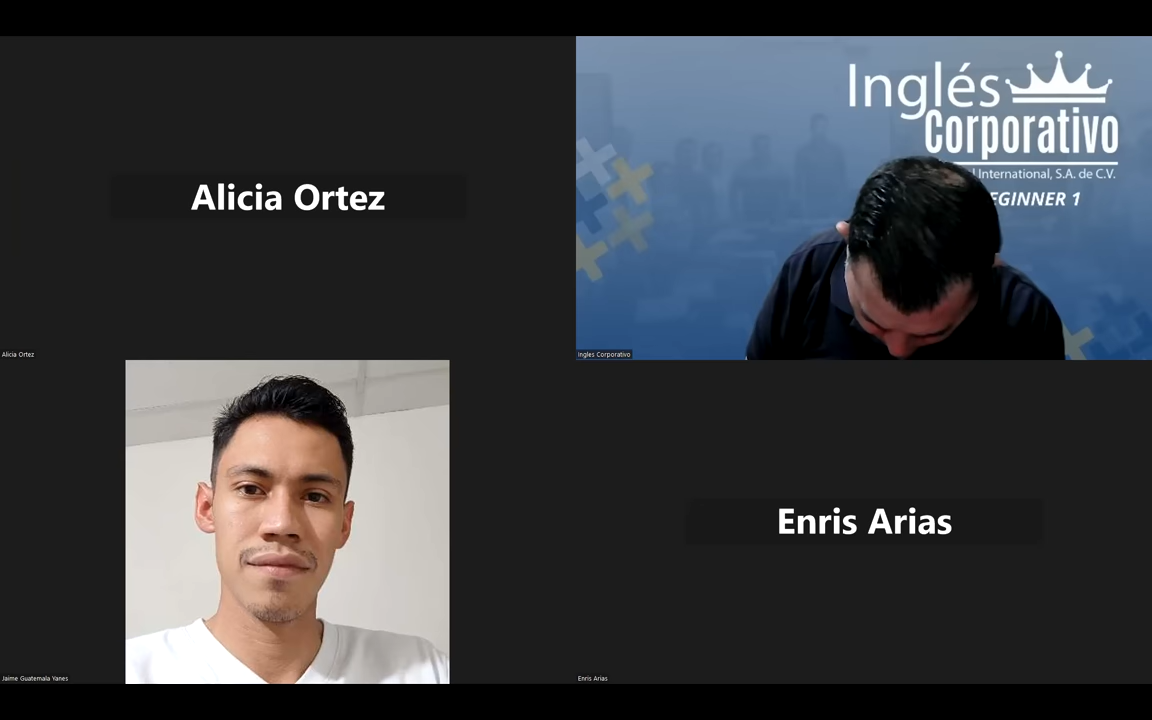 Alicia Ortez
Inglés
Corporativo
l International, S.A. de C.V.
EGINNER 1
Alicia Ortez
Ingles Corporativo
Enris Arias
Jaime Guatemala Yanes
Enris Arias